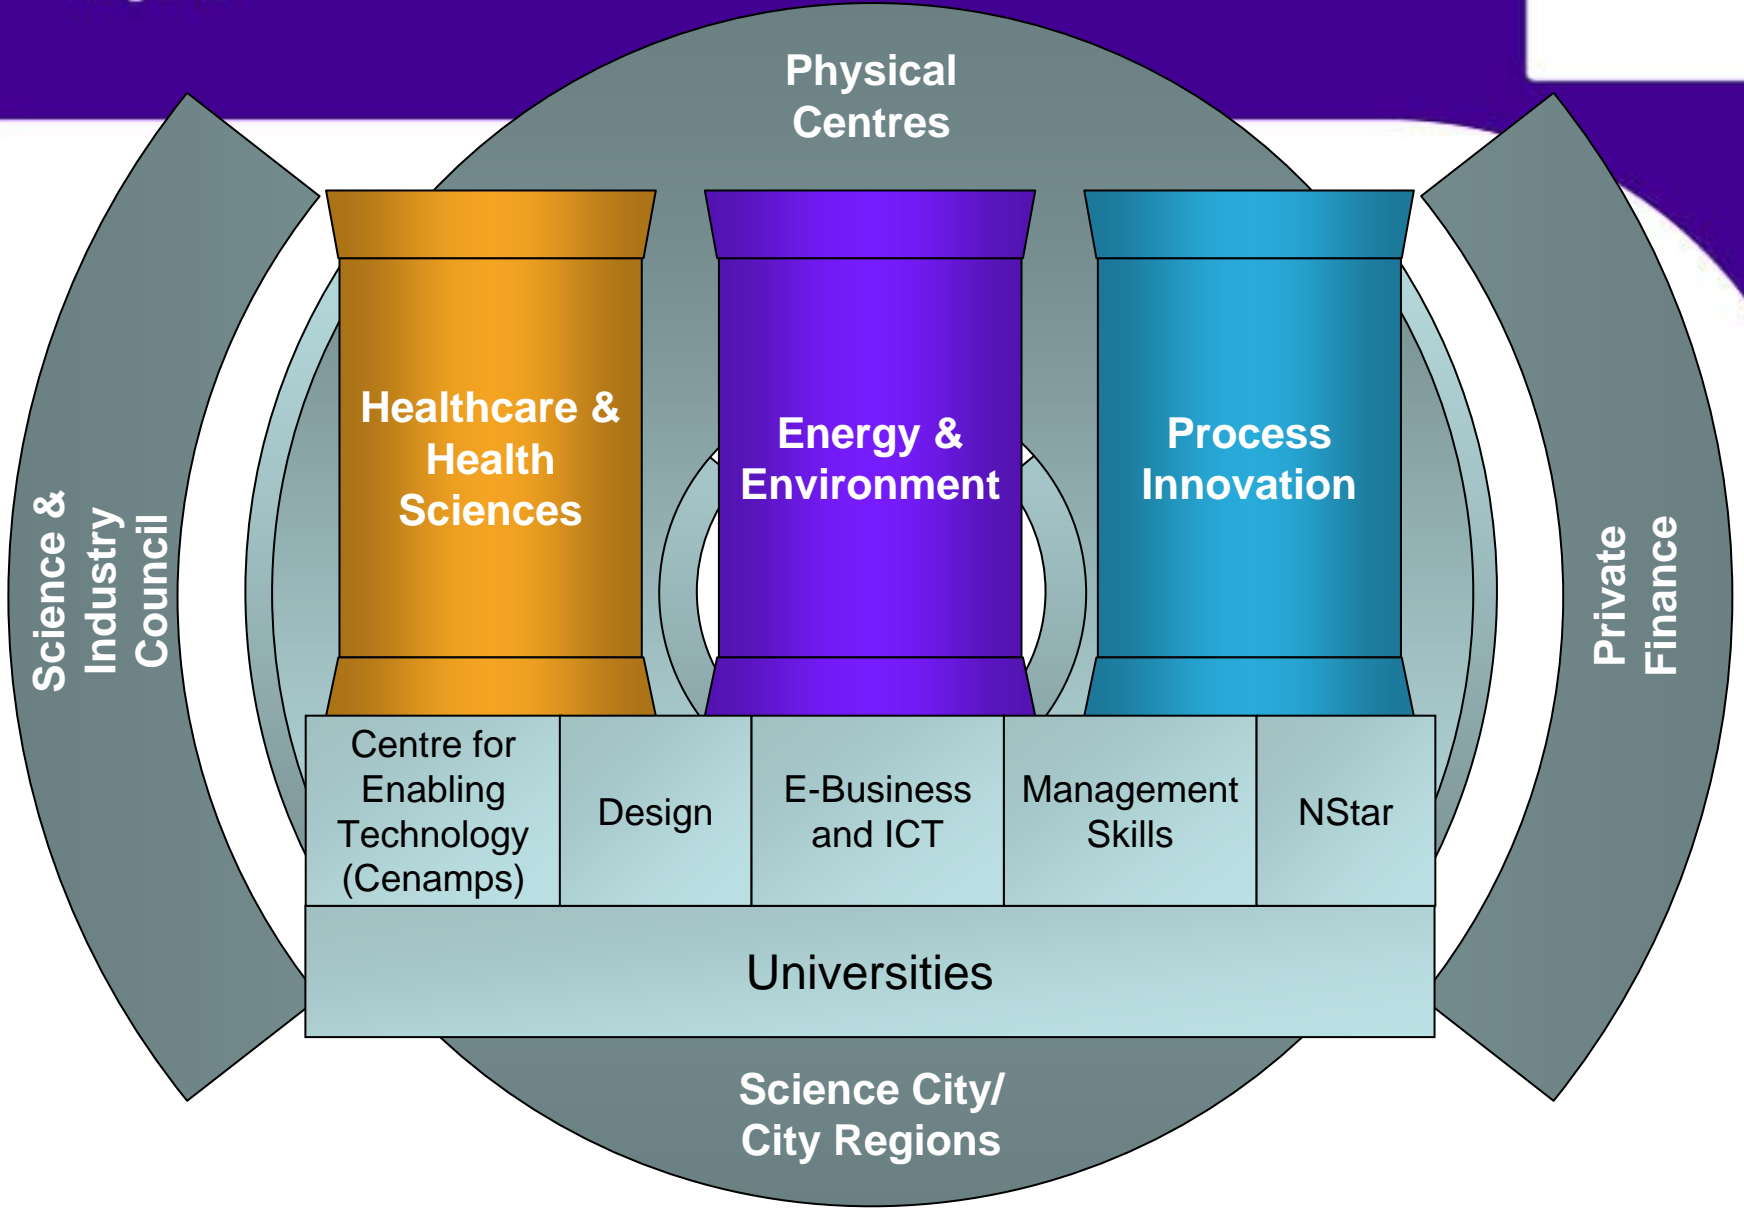 Physical
Centres
Healthcare &
Health
Sciences
Energy &
Environment
Process
Innovation
Science &
Industry
Council
Private
Finance
Centre for
Enabling
Technology
(Cenamps)
Design
E-Business
and ICT
Management
Skills
NStar
Universities
Science City/
City Regions